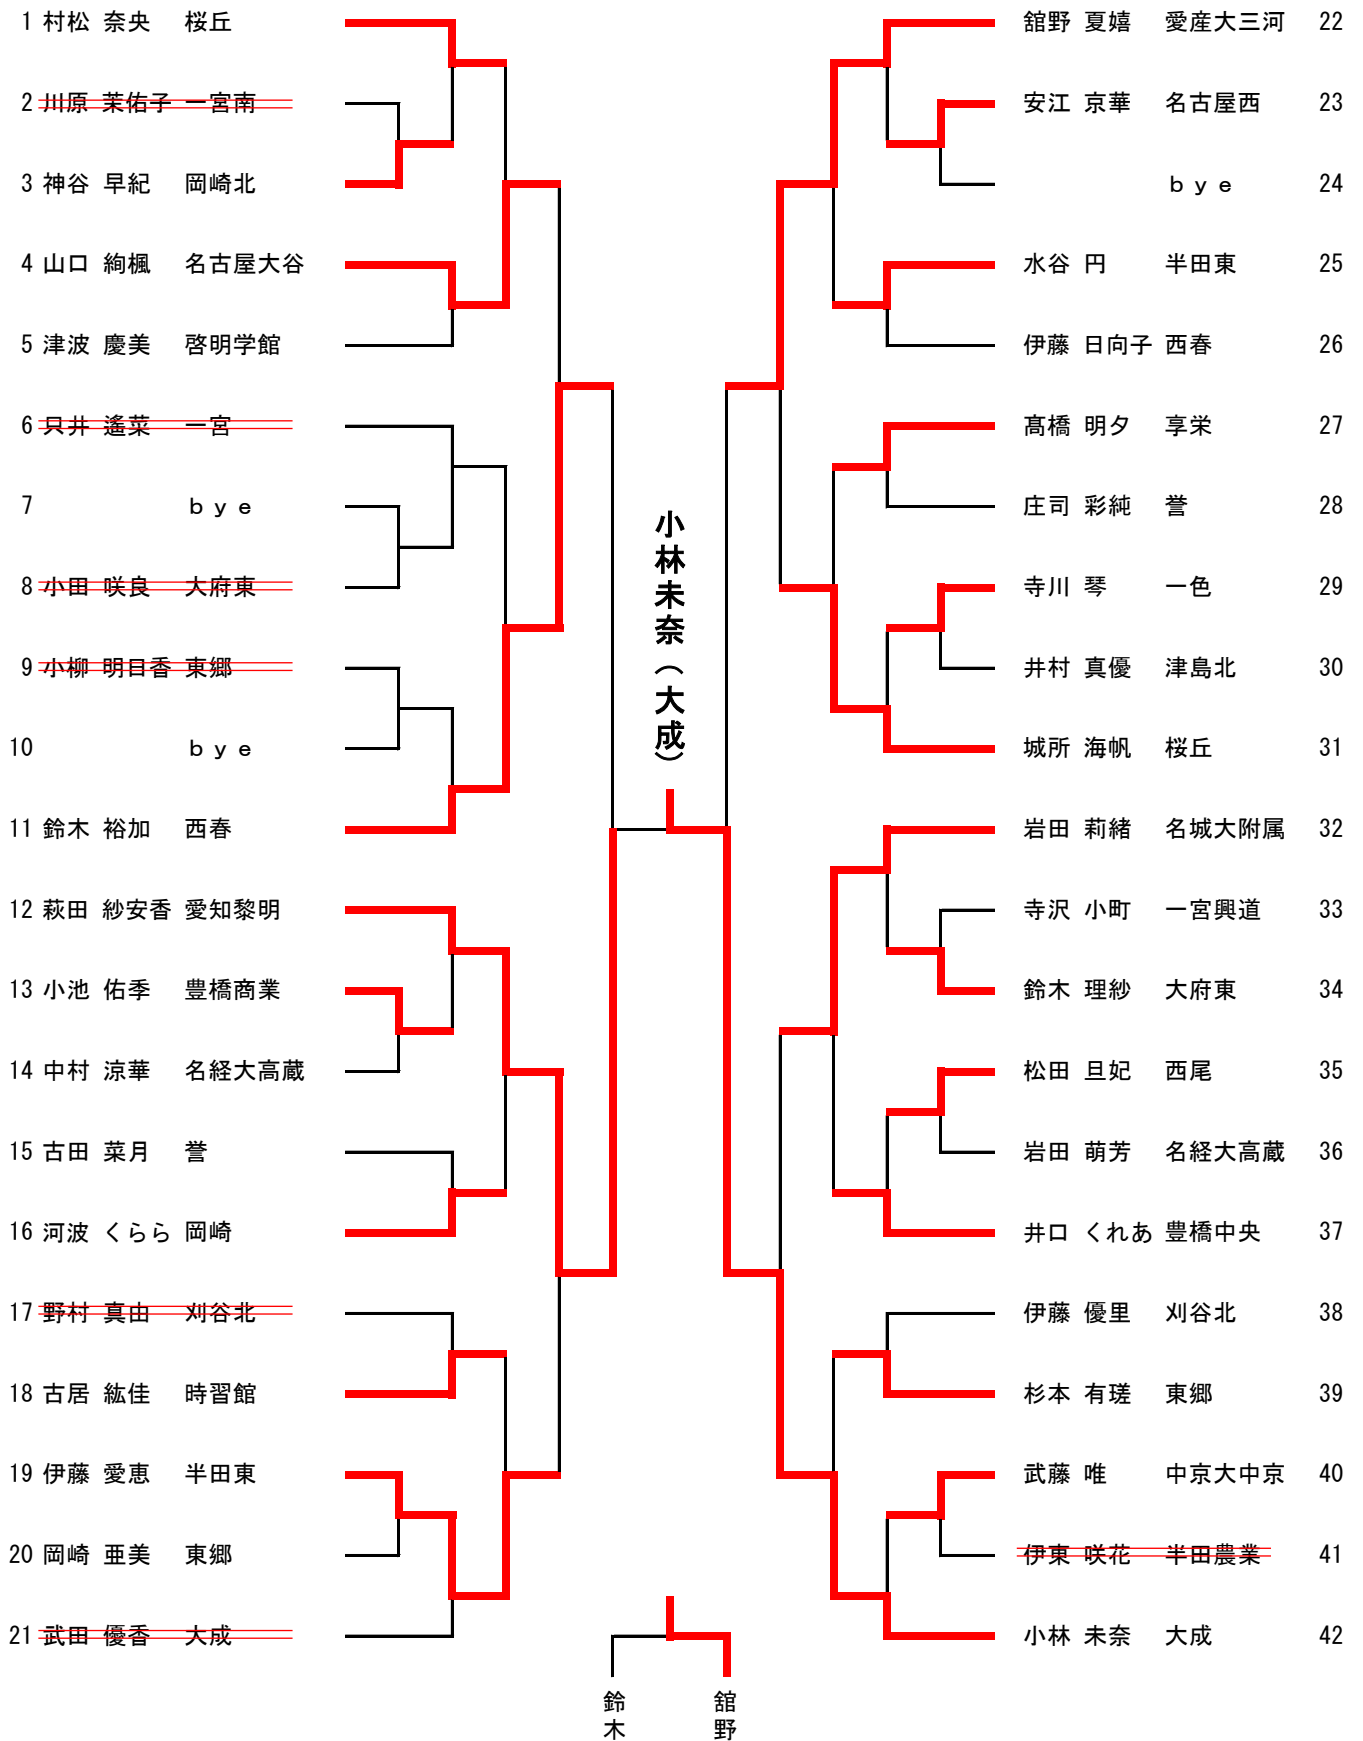 1 村松 奈央 桜丘
2 川原 茉佑子 一宮南
3 神谷 早紀 岡崎北
4 山口 絢楓 名古屋大谷
5 津波 慶美 啓明学館
6 只井 遙菜 一宮
7 ｂｙｅ
8 小田 咲良 大府東
9 小柳 明日香 東郷
10 ｂｙｅ
11 鈴木 裕加 西春
12 萩田 紗安香 愛知黎明
13 小池 佑季 豊橋商業
14 中村 涼華 名経大高蔵
15 古田 菜月 誉
16 河波 くらら 岡崎
17 野村 真由 刈谷北
18 古居 紘佳 時習館
19 伊藤 愛恵 半田東
20 岡崎 亜美 東郷
21 武田 優香 大成
小林未奈（大成）
鈴木
舘野
舘野 夏嬉 愛産大三河 22
安江 京華 名古屋西 23
ｂｙｅ 24
水谷 円 半田東 25
伊藤 日向子 西春 26
髙橋 明夕 享栄 27
庄司 彩純 誉 28
寺川 琴 一色 29
井村 真優 津島北 30
城所 海帆 桜丘 31
岩田 莉緒 名城大附属 32
寺沢 小町 一宮興道 33
鈴木 理紗 大府東 34
松田 旦妃 西尾 35
岩田 萌芳 名経大高蔵 36
井口 くれあ 豊橋中央 37
伊藤 優里 刈谷北 38
杉本 有瑳 東郷 39
武藤 唯 中京大中京 40
伊東 咲花 半田農業 41
小林 未奈 大成 42